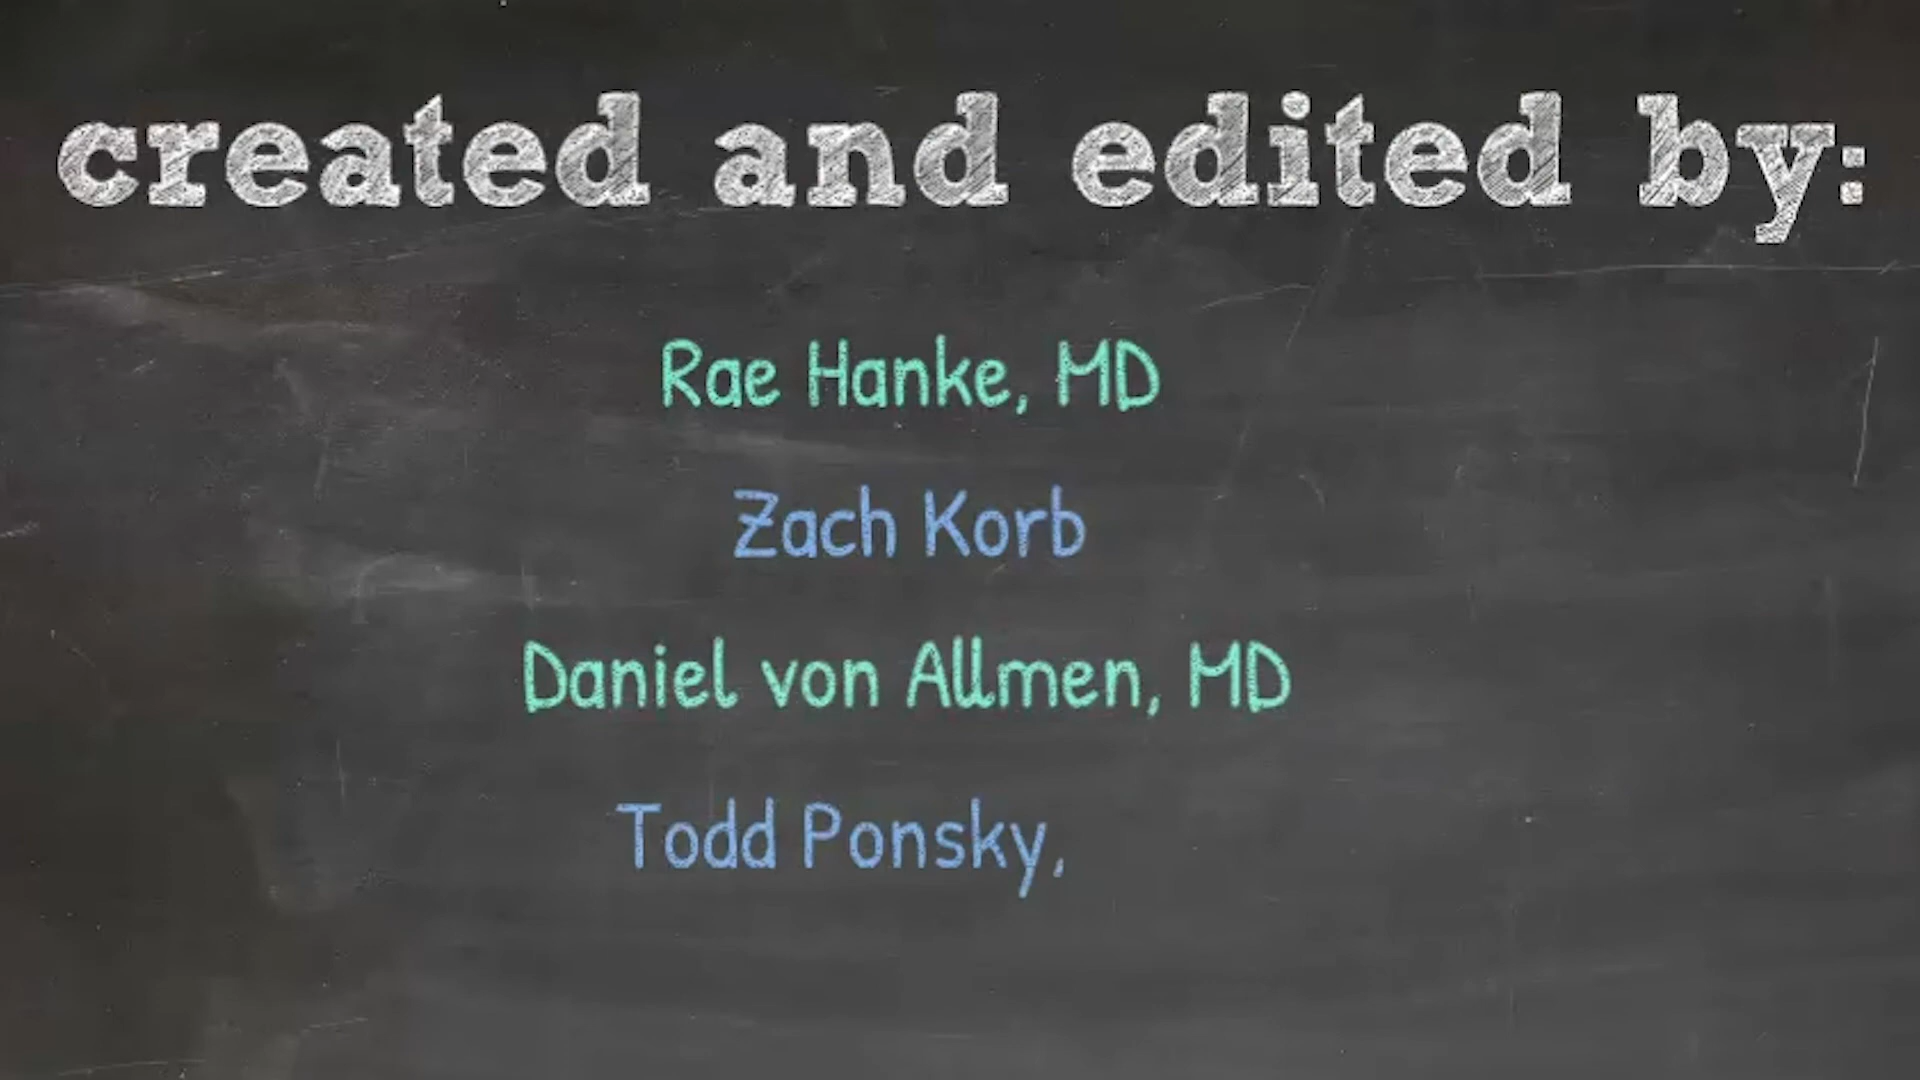 created and edited by:
Rae Hanke, MD
Zach Korb
Daniel von Allmen, MD
Todd Ponsky,